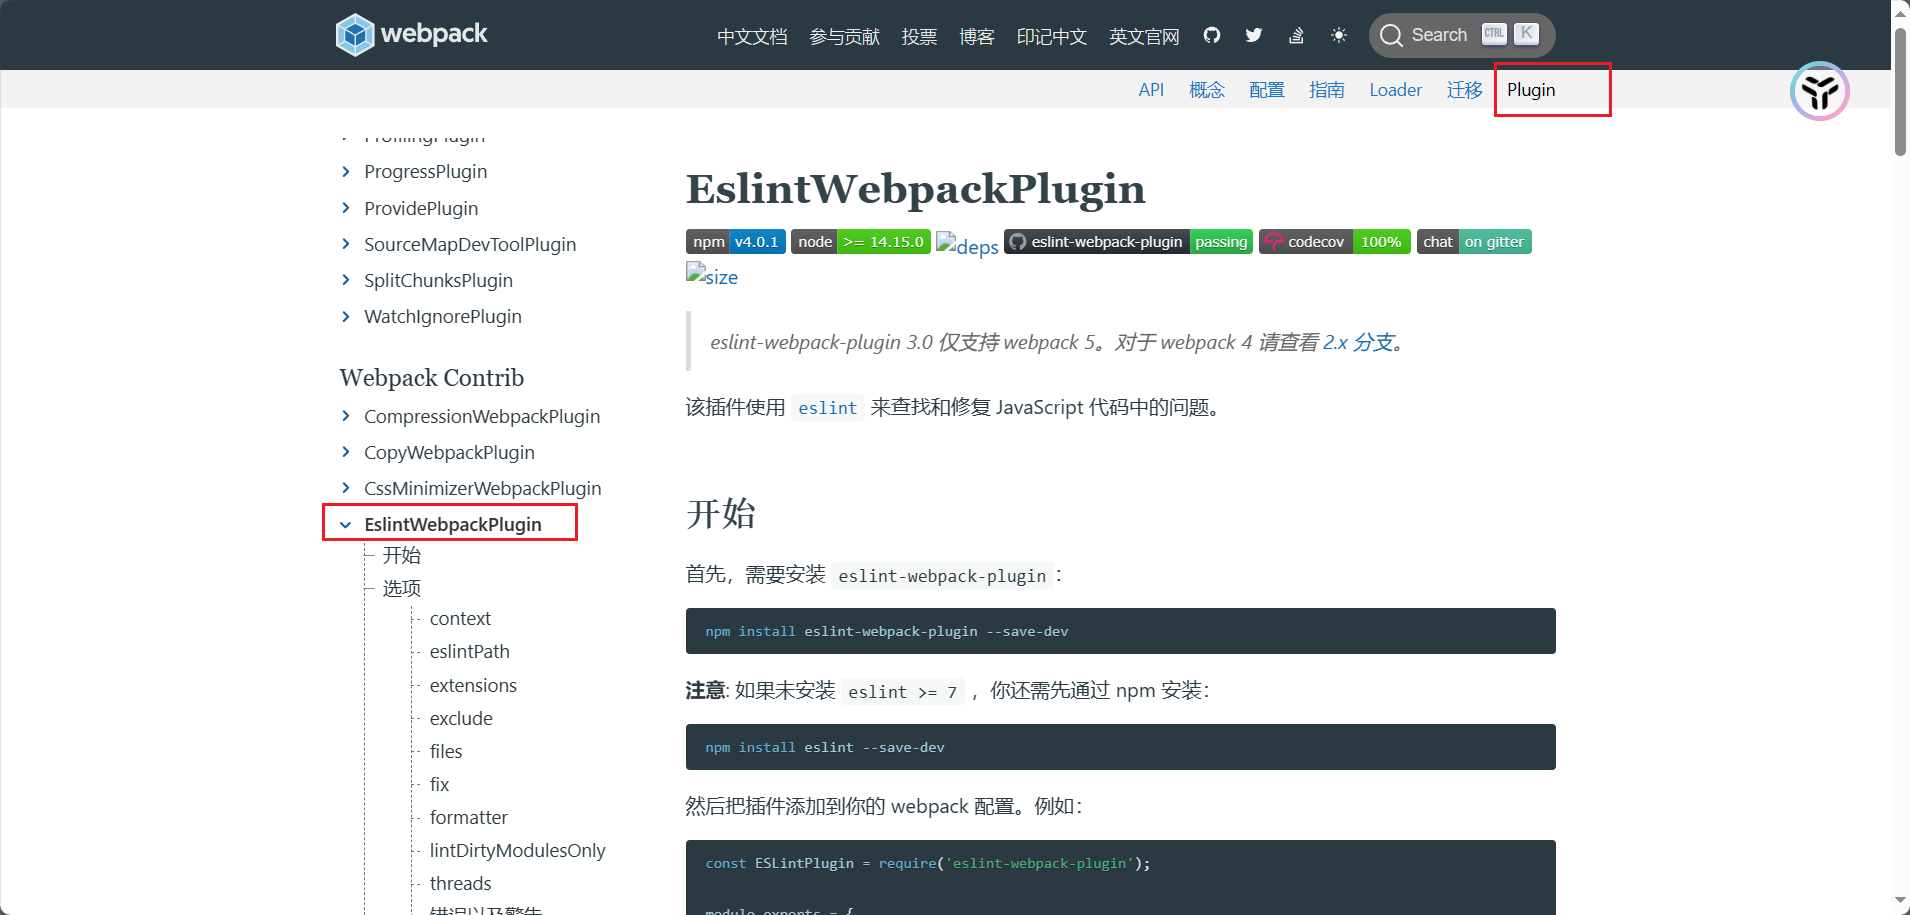 webpack
中文文档 参与贡献 投票 博客 印记中文 英文官网 Search CTRL K
API 概念 配置 指南 Loader 迁移 Plugin
ProfilingPlugin
ProgressPlugin
ProvidePlugin
SourceMapDevToolPlugin
SplitChunksPlugin
WatchIgnorePlugin
Webpack Contrib
CompressionWebpackPlugin
CopyWebpackPlugin
CssMinimizerWebpackPlugin
EslintWebpackPlugin
开始
选项
context
eslintPath
extensions
exclude
files
fix
formatter
lintDirtyModulesOnly
threads
错误以及警告
EslintWebpackPlugin
npm v4.0.1 node >= 14.15.0 deps eslint-webpack-plugin passing codecov 100% chat on gitter
size
eslint-webpack-plugin 3.0 仅支持 webpack 5。对于 webpack 4 请查看 2.x 分支。
该插件使用 eslint 来查找和修复 JavaScript 代码中的问题。
开始
首先，需要安装 eslint-webpack-plugin：
npm install eslint-webpack-plugin --save-dev
注意: 如果未安装 eslint >= 7 ，你还需先通过 npm 安装：
npm install eslint --save-dev
然后把插件添加到你的 webpack 配置。例如：
const ESLintPlugin = require('eslint-webpack-plugin');
module.exports = {